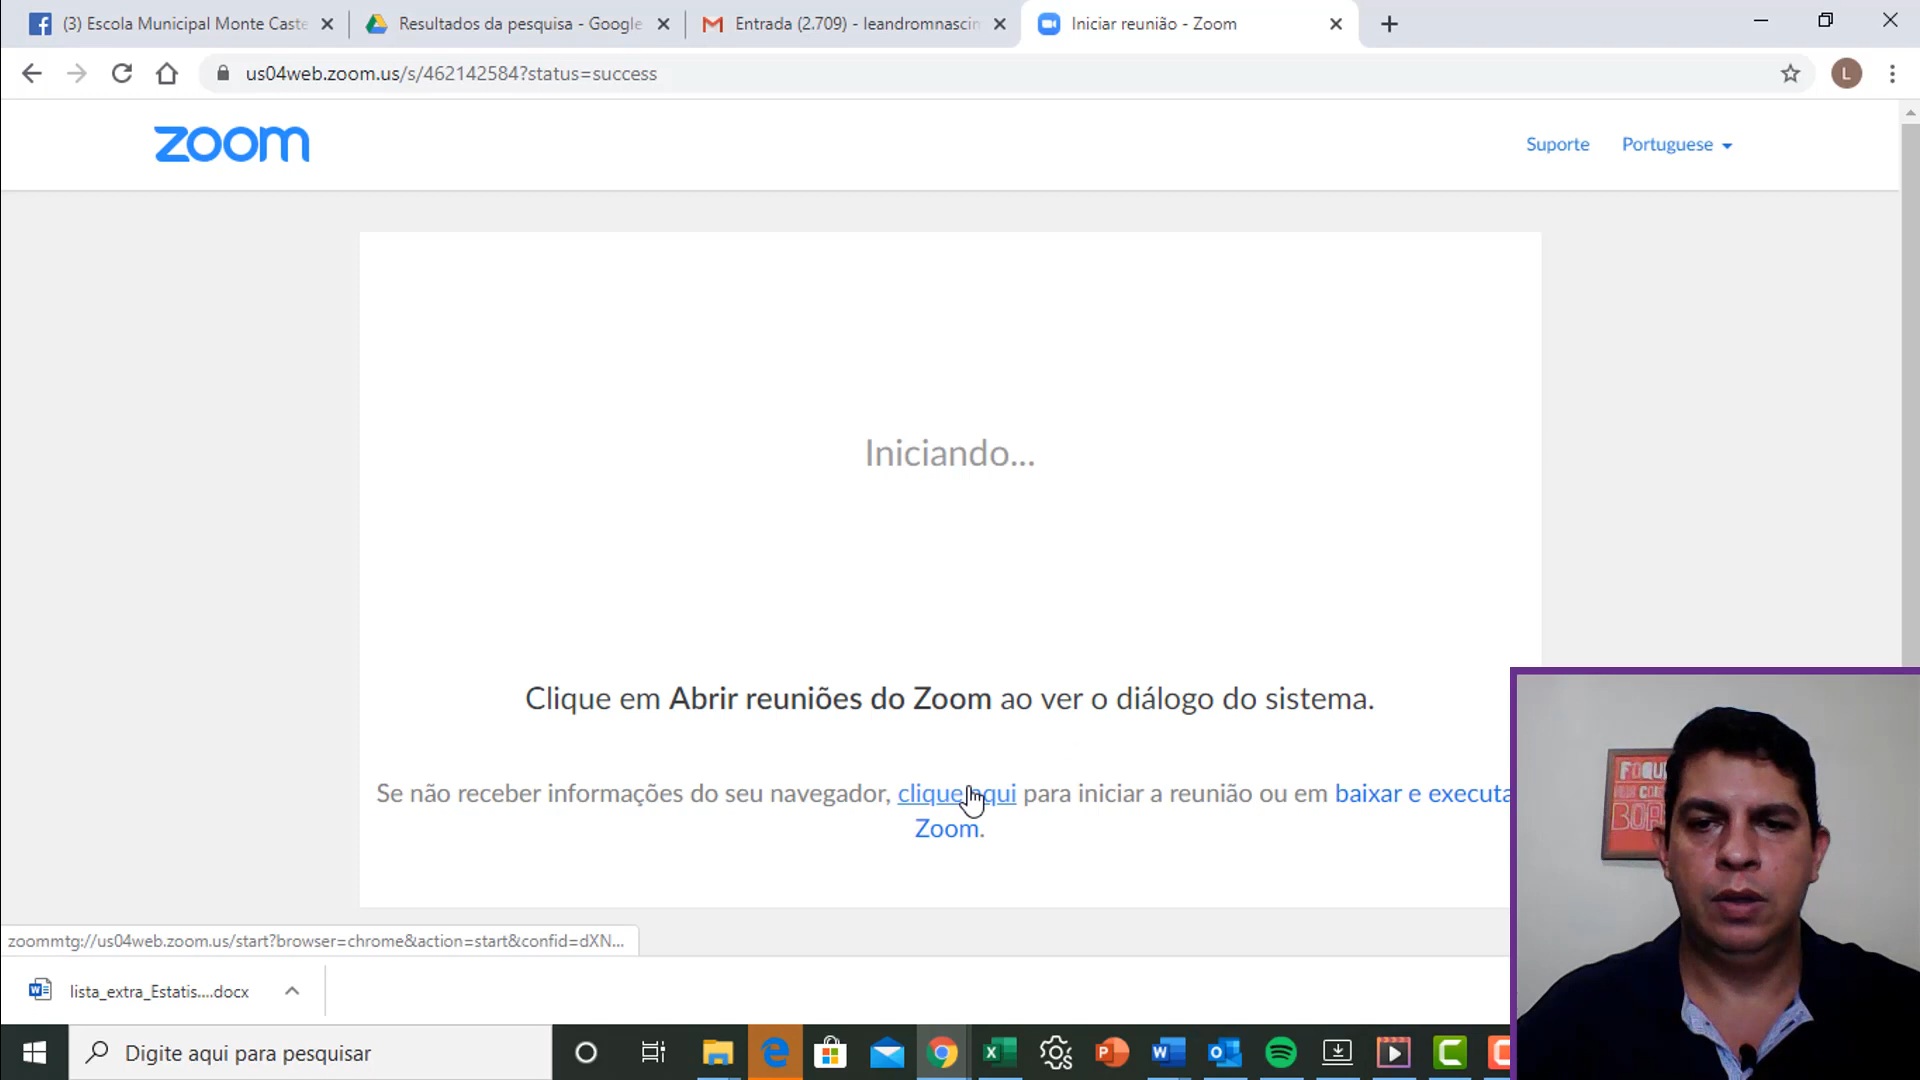 (3) Escola Municipal Monte Caste
Resultados da pesquisa - Google
Entrada (2.709) - leandromnascim
Iniciar reunião - Zoom
us04web.zoom.us/s/462142584?status=success
L
zoom
Suporte
Portuguese
Iniciando...
Clique em Abrir reuniões do Zoom ao ver o diálogo do sistema.
Se não receber informações do seu navegador, clique aqui para iniciar a reunião ou em baixar e executa
Zoom.
FOQUE
BOA
zoommtg://us04web.zoom.us/start?browser=chrome&action=start&confid=dXN...
lista_extra_Estatis....docx
Digite aqui para pesquisar